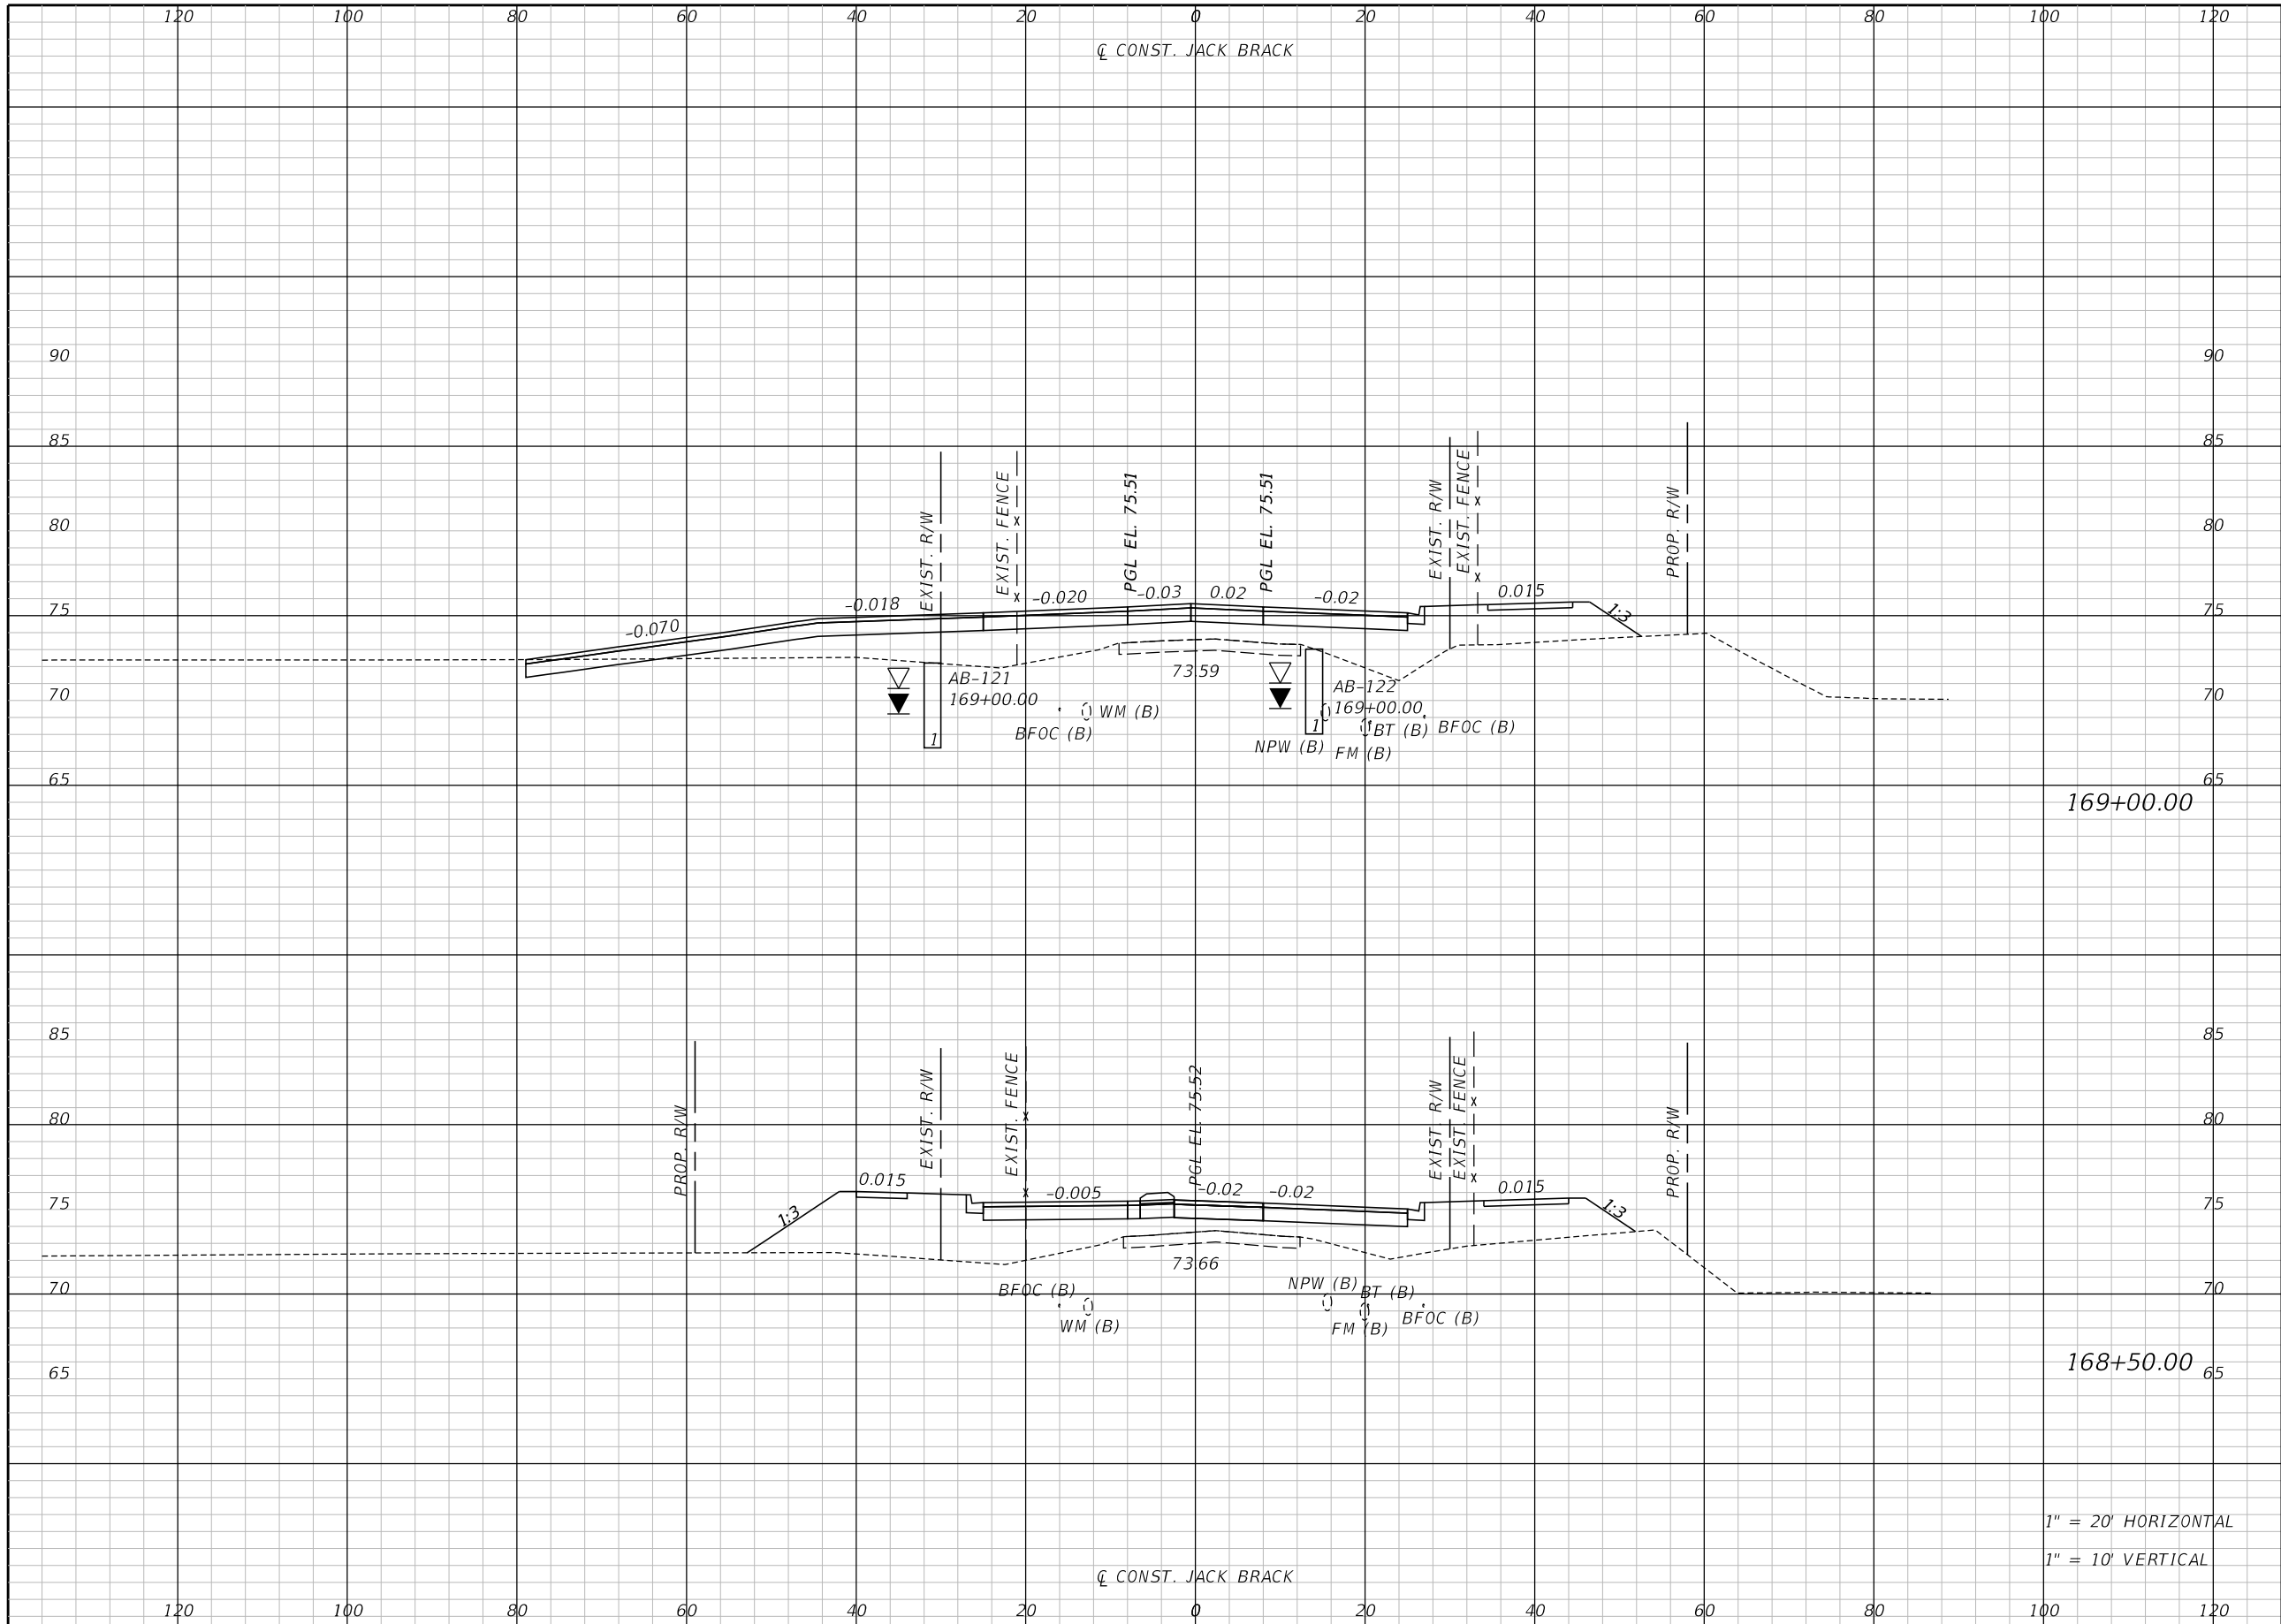 120 100 80 60 40 20 0 20 40 60 80 100 120
℄ CONST. JACK BRACK
90 90
85 85
80 80
75 75
70 70
65 65
EXIST. R/W
EXIST. FENCE
PGL EL. 75.51
PGL EL. 75.51
EXIST. R/W
EXIST. FENCE
PROP. R/W
-0.070
-0.018
-0.020
-0.03
0.02
-0.02
0.015
1:3
73.59
AB-121
169+00.00
1
BFOC (B)
WM (B)
AB-122
169+00.00
1
NPW (B)
BT (B)
FM (B)
BFOC (B)
169+00.00
85 85
80 80
75 75
70 70
65 65
PROP. R/W
EXIST. R/W
EXIST. FENCE
PGL EL. 75.52
EXIST. R/W
EXIST. FENCE
PROP. R/W
1:3
0.015
-0.005
-0.02
-0.02
0.015
1:3
73.66
BFOC (B)
WM (B)
NPW (B)
BT (B)
FM (B)
BFOC (B)
168+50.00
1" = 20' HORIZONTAL
1" = 10' VERTICAL
℄ CONST. JACK BRACK
120 100 80 60 40 20 0 20 40 60 80 100 120